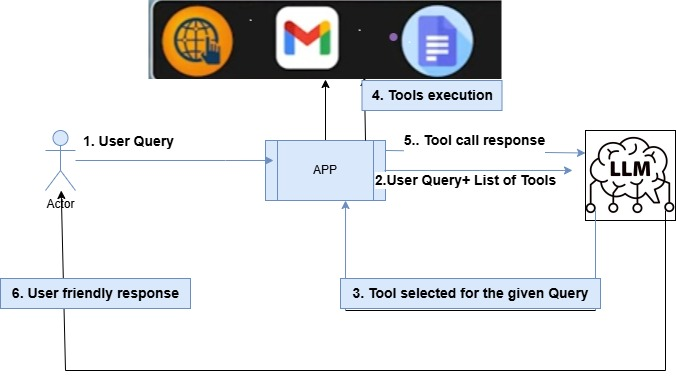 4. Tools execution
1. User Query
5.. Tool call response
APP
LLM
2.User Query+ List of Tools
Actor
6. User friendly response
3. Tool selected for the given Query